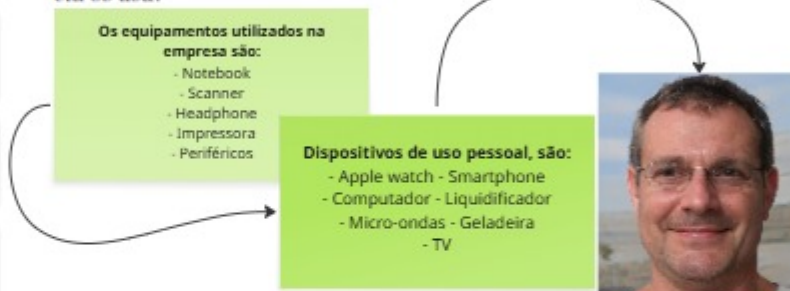 Os equipamentos utilizados na
empresa são:
- Notebook
- Scanner
- Headphone
- Impressora
- Periféricos
Dispositivos de uso pessoal, são:
- Apple watch - Smartphone
- Computador - Liquidificador
- Micro-ondas - Geladeira
- TV